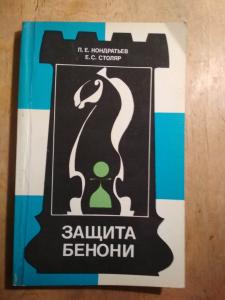 П. Е. КОНДРАТЬЕВ
Е. С. СТОЛЯР
ЗАЩИТА
БЕНОНИ